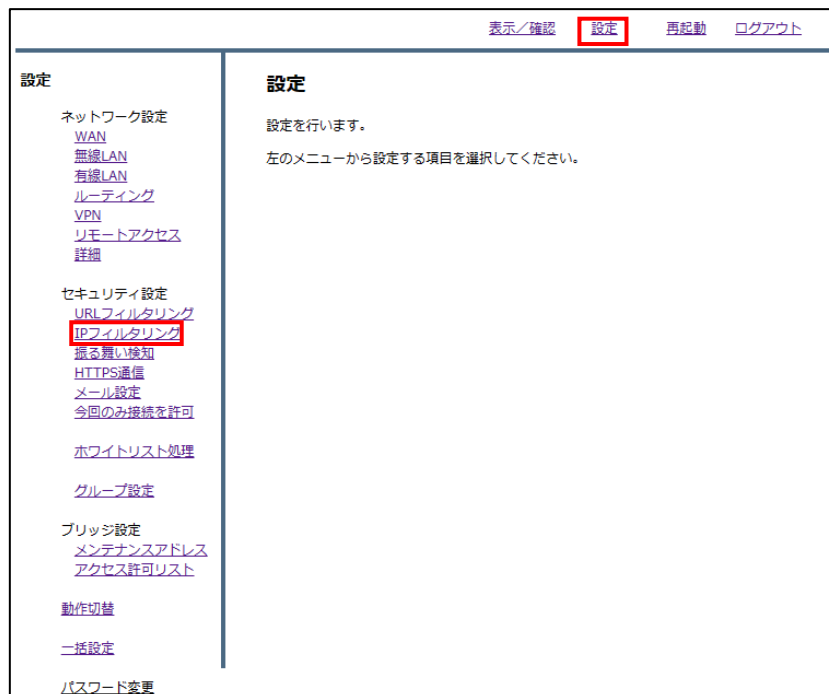 表示／確認 設定 再起動 ログアウト
設定
ネットワーク設定
WAN
無線LAN
有線LAN
ルーティング
VPN
リモートアクセス
詳細
セキュリティ設定
URLフィルタリング
IPフィルタリング
振る舞い検知
HTTPS通信
メール設定
今回のみ接続を許可
ホワイトリスト処理
グループ設定
ブリッジ設定
メンテナンスアドレス
アクセス許可リスト
動作切替
一括設定
パスワード変更
設定
設定を行います。
左のメニューから設定する項目を選択してください。